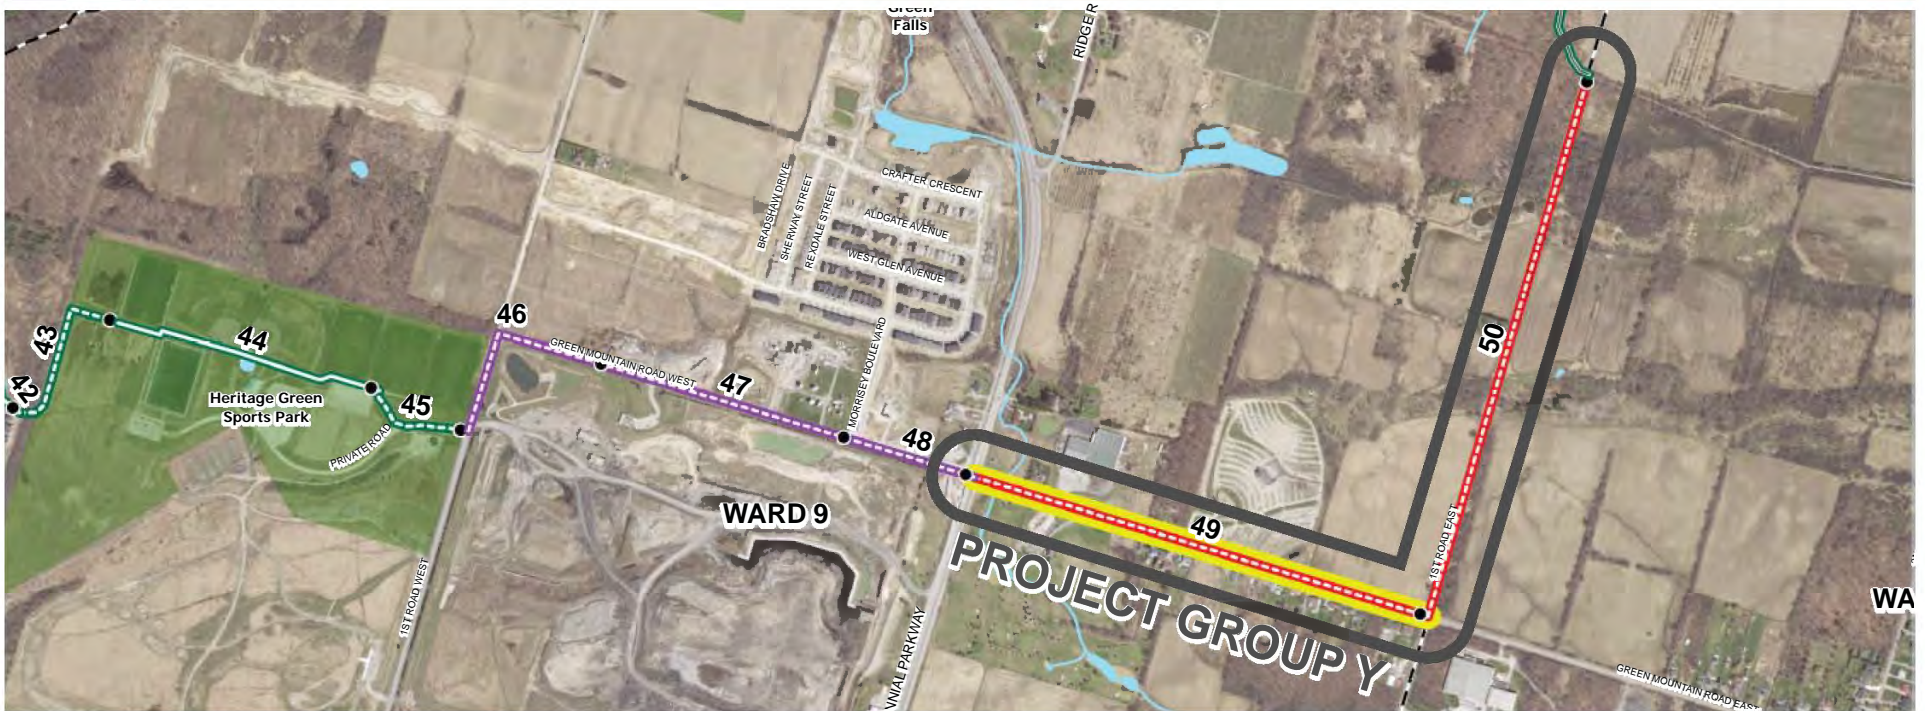 Green
Falls
RIDGE R
CRAFTER CRESCENT
BRADSHAW DRIVE
SHERWAY STREET
REXDALE STREET
ALDGATE AVENUE
WEST GLEN AVENUE
MORRISEY BOULEVARD
42
43
44
Heritage Green
Sports Park
45
PRIVATE ROAD
46
GREEN MOUNTAIN ROAD WEST
47
48
WARD 9
49
50
1ST ROAD EAST
1ST ROAD WEST
NIAL PARKWAY
PROJECT GROUP Y
WA
GREEN MOUNTAIN ROAD EAST